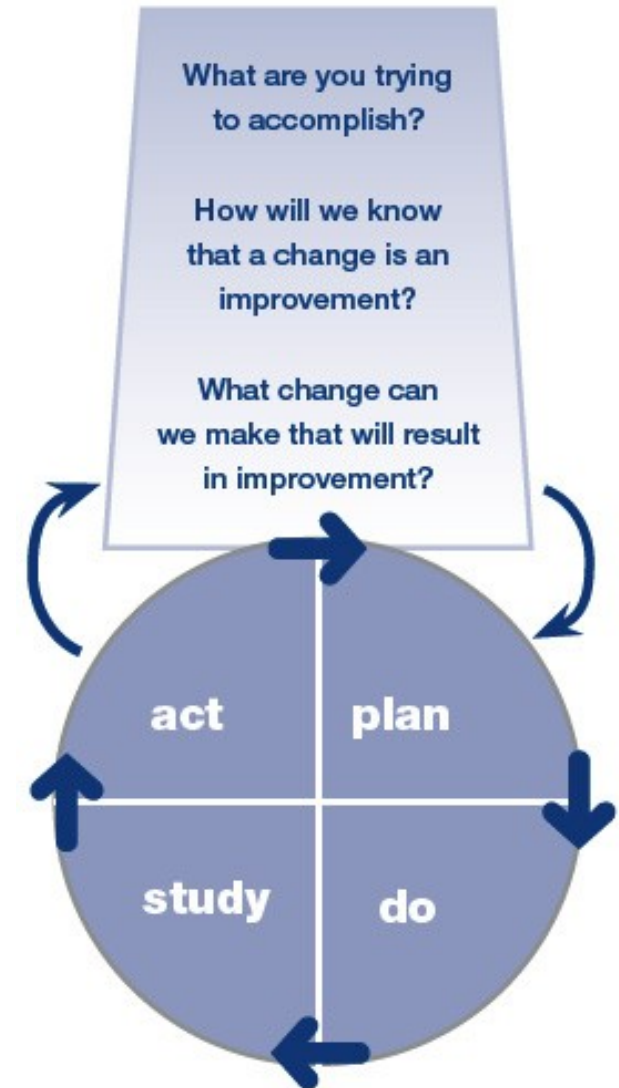 What are you trying
to accomplish?
How will we know
that a change is an
improvement?
What change can
we make that will result
in improvement?
act
plan
study
do